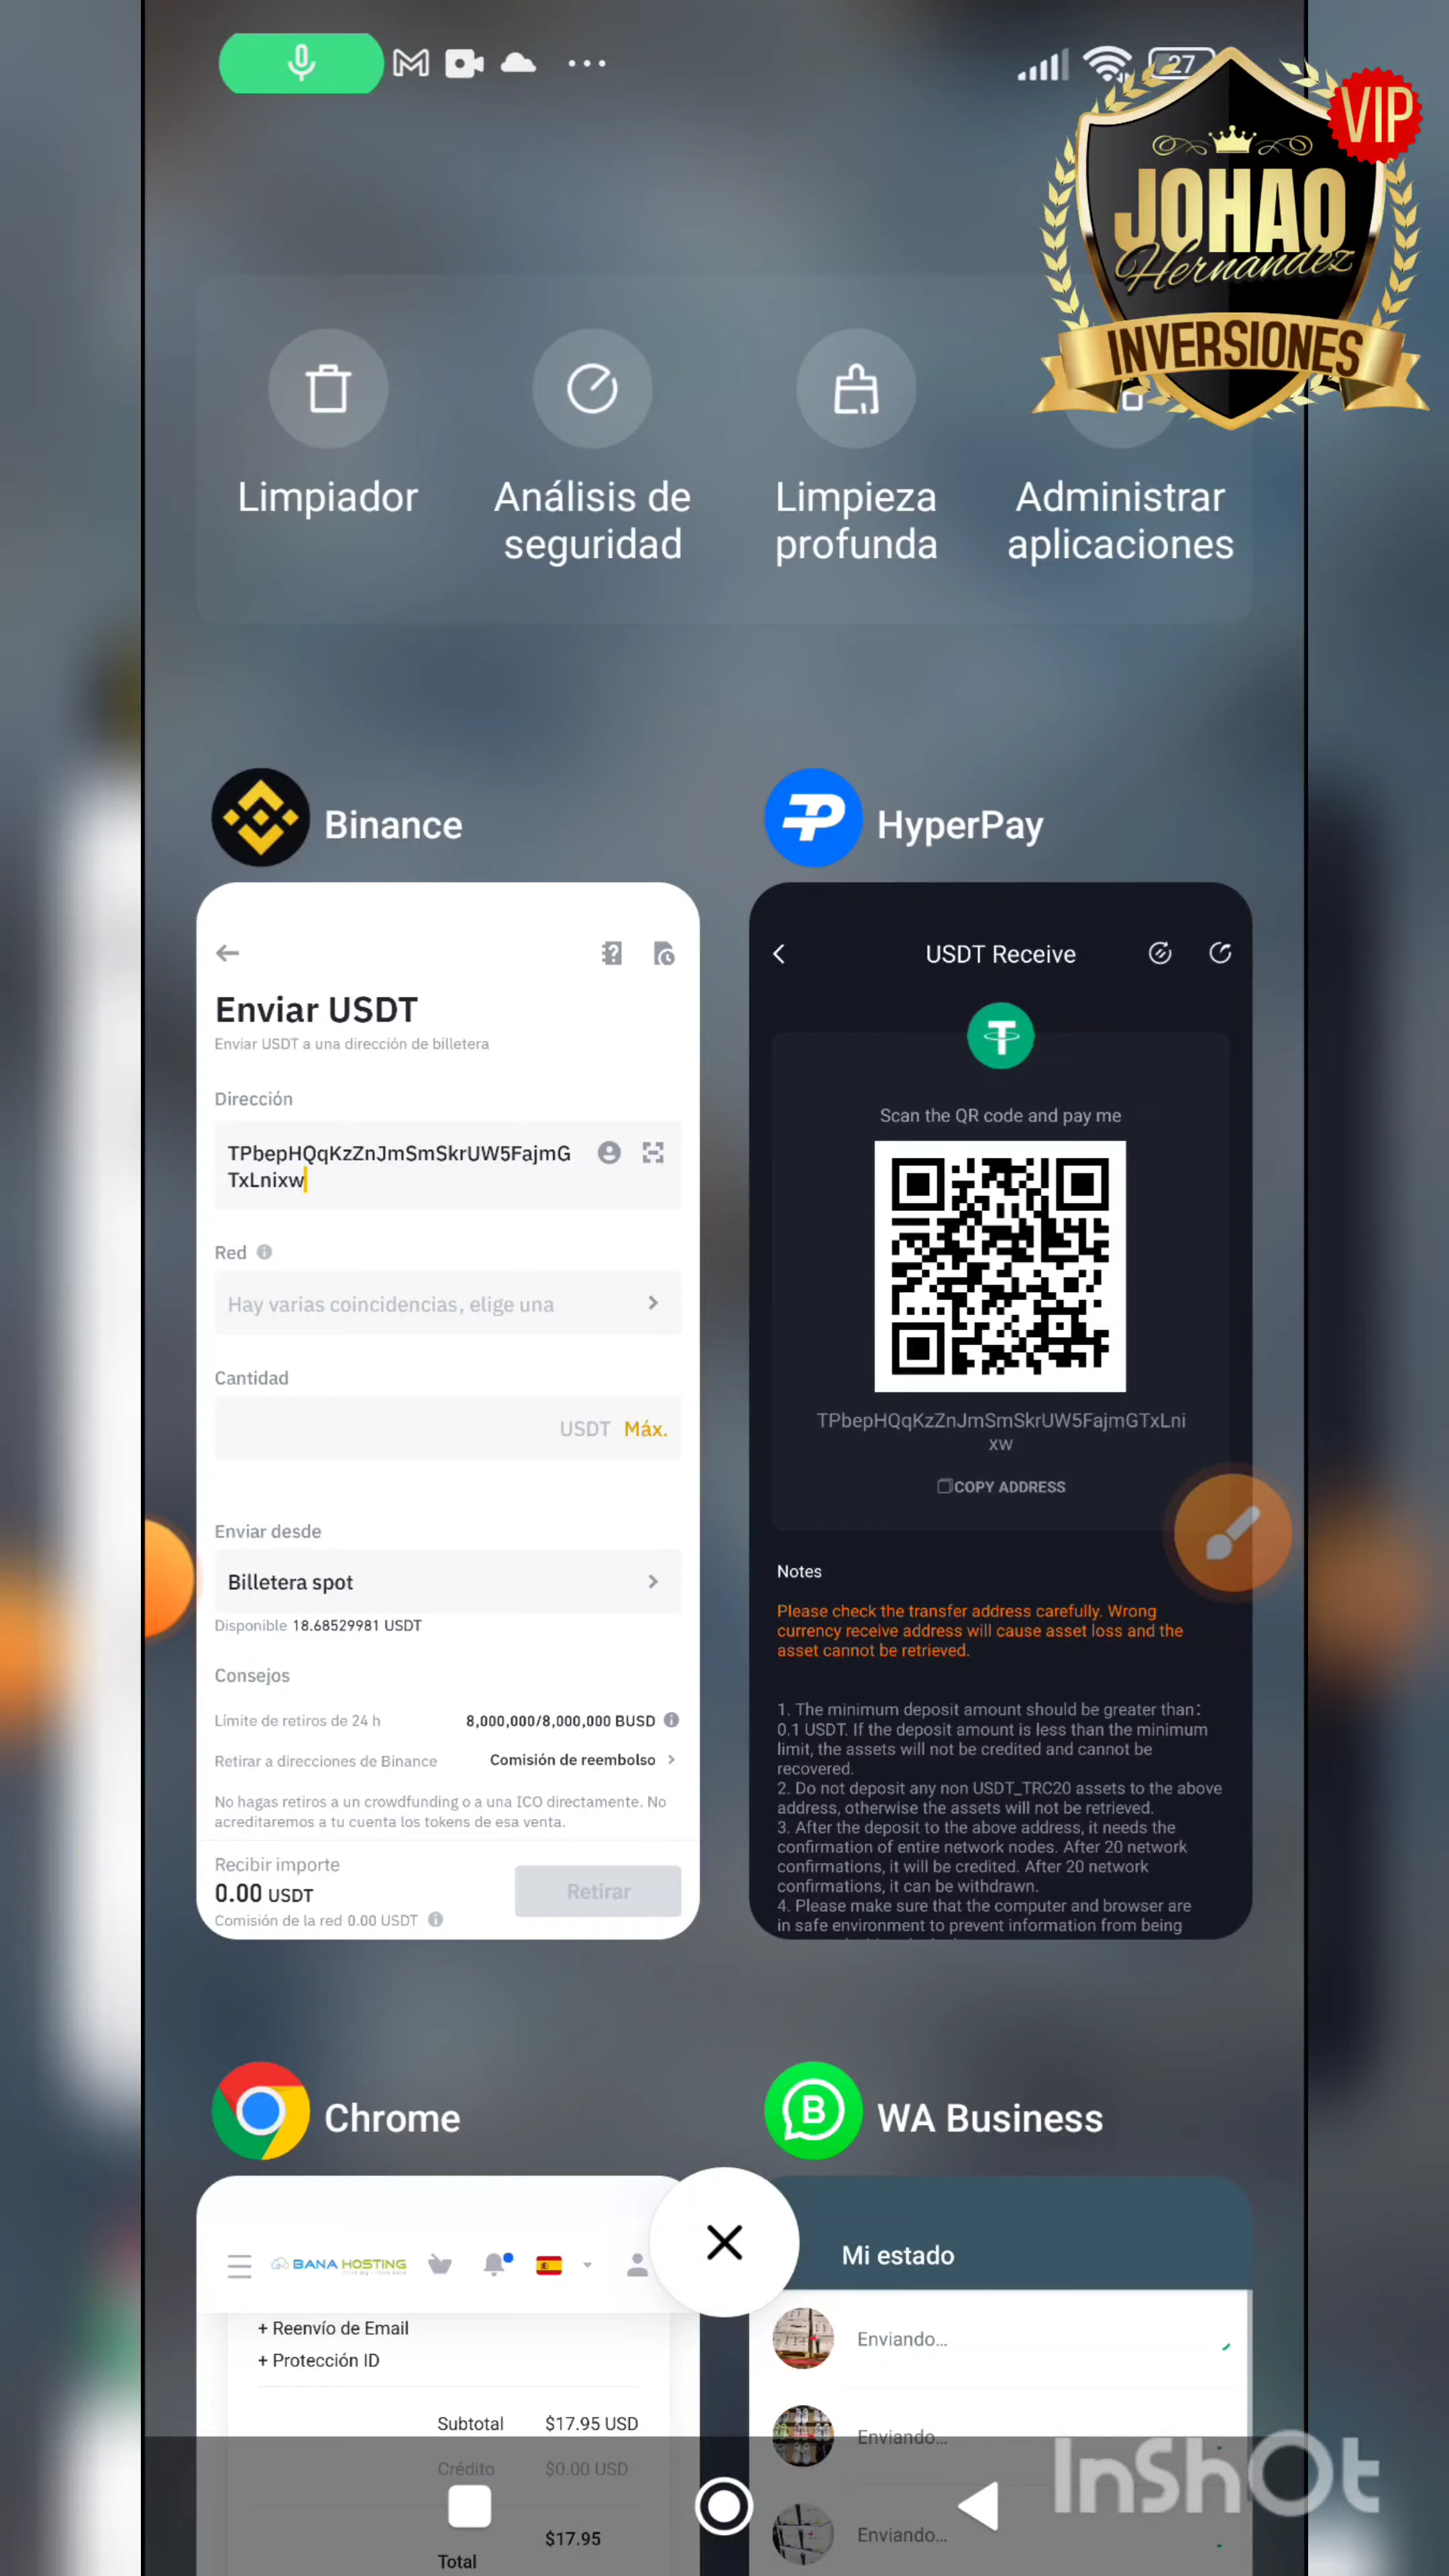 27
VIP
JOHAO
Hernandez
INVERSIONES
Limpiador
Análisis de
seguridad
Limpieza
profunda
Administrar
aplicaciones
Binance
Enviar USDT
Enviar USDT a una dirección de billetera
Dirección
TPbepHQqKzZnJmSmSkrUW5FajmG
TxLnixw
Red
Hay varias coincidencias, elige una
Cantidad
USDT Máx.
Enviar desde
Billetera spot
Disponible 18.68529981 USDT
Consejos
Límite de retiros de 24 h 8,000,000/8,000,000 BUSD
Retirar a direcciones de Binance Comisión de reembolso
No hagas retiros a un crowdfunding o a una ICO directamente. No
acreditaremos a tu cuenta los tokens de esa venta.
Recibir importe
0.00 USDT
Retirar
Comisión de la red 0.00 USDT
HyperPay
USDT Receive
Scan the QR code and pay me
TPbepHQqKzZnJmSmSkrUW5FajmGTxLni
xw
COPY ADDRESS
Notes
Please check the transfer address carefully. Wrong
currency receive address will cause asset loss and the
asset cannot be retrieved.
1. The minimum deposit amount should be greater than:
0.1 USDT. If the deposit amount is less than the minimum
limit, the assets will not be credited and cannot be
recovered.
2. Do not deposit any non USDT_TRC20 assets to the above
address, otherwise the assets will not be retrieved.
3. After the deposit to the above address, it needs the
confirmation of entire network nodes. After 20 network
confirmations, it will be credited. After 20 network
confirmations, it can be withdrawn.
4. Please make sure that the computer and browser are
in safe environment to prevent information from being
Chrome
BANA HOSTING
+ Reenvío de Email
+ Protección ID
Subtotal $17.95 USD
Crédito $0.00 USD
$17.95
Total
WA Business
Mi estado
Enviando...
Enviando...
Enviando...
InShOt